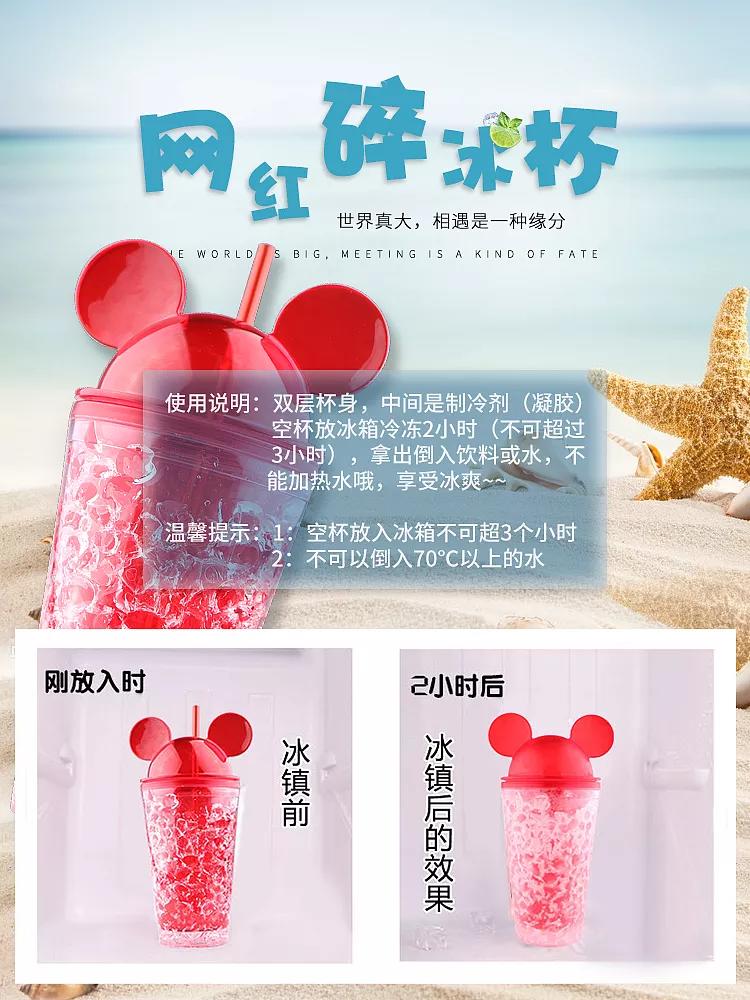 网红碎冰杯
世界真大，相遇是一种缘分
HE WORLD IS BIG, MEETING IS A KIND OF FATE
使用说明：双层杯身，中间是制冷剂（凝胶）
空杯放冰箱冷冻2小时（不可超过
3小时），拿出倒入饮料或水，不
能加热水哦，享受冰爽~~
温馨提示：1：空杯放入冰箱不可超3个小时
2：不可以倒入70℃以上的水
刚放入时
冰镇前
2小时后
冰镇后的效果